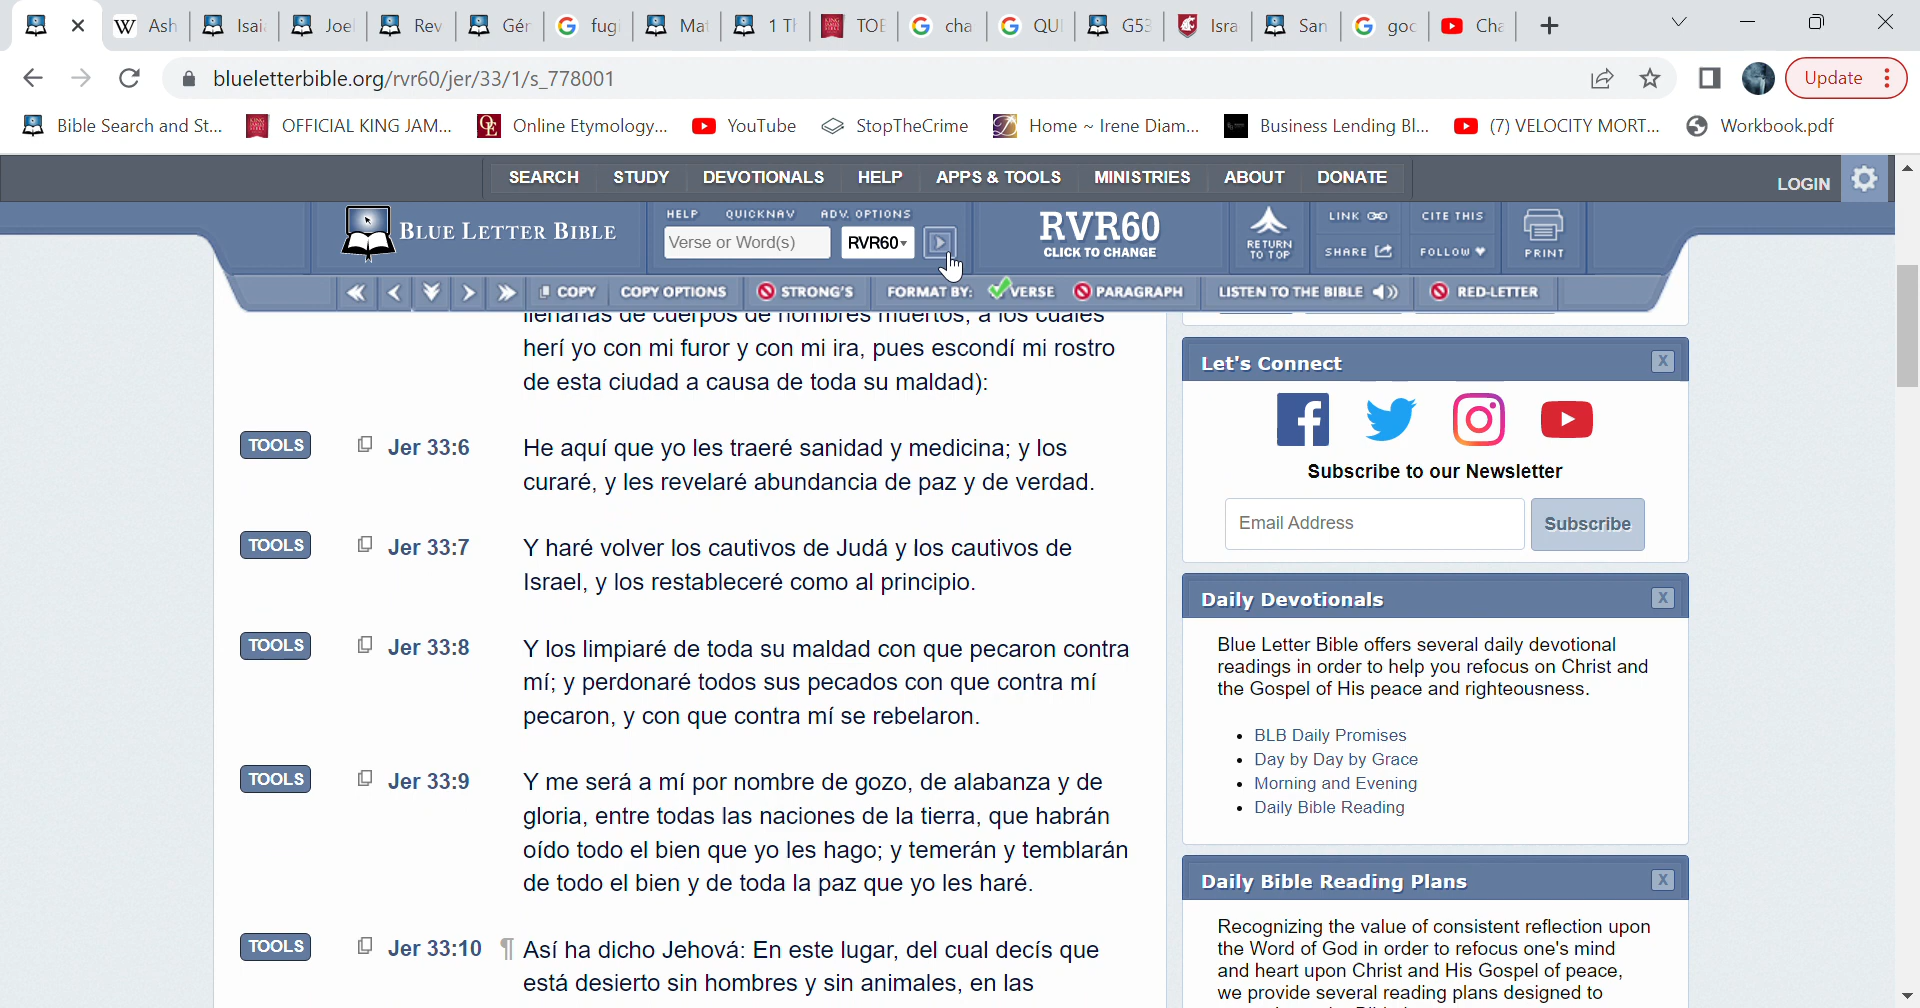 Ash
Isai
Joe
Rev
Gén
fugi
Mat
1 Th
TOE
cha
QUI
G53
Isra
San
goo
Cha
blueletterbible.org/rvr60/jer/33/1/s_778001
Update
Bible Search and St...
OFFICIAL KING JAM...
Online Etymology...
YouTube
StopTheCrime
Home ~ Irene Diam...
Business Lending Bl...
(7) VELOCITY MORT...
Workbook.pdf
SEARCH STUDY DEVOTIONALS HELP APPS & TOOLS MINISTRIES ABOUT DONATE
LOGIN
BLUE LETTER BIBLE
HELP QUICKNAV ADV. OPTIONS
Verse or Word(s) RVR60
RVR60
CLICK TO CHANGE
RETURN
TO TOP
LINK
SHARE
CITE THIS
FOLLOW
PRINT
COPY COPY OPTIONS STRONG'S FORMAT BY: VERSE PARAGRAPH LISTEN TO THE BIBLE RED-LETTER
llenarlas de cuerpos de hombres muertos, a los cuales
herí yo con mi furor y con mi ira, pues escondí mi rostro
de esta ciudad a causa de toda su maldad):
TOOLS Jer 33:6 He aquí que yo les traeré sanidad y medicina; y los
curaré, y les revelaré abundancia de paz y de verdad.
TOOLS Jer 33:7 Y haré volver los cautivos de Judá y los cautivos de
Israel, y los restableceré como al principio.
TOOLS Jer 33:8 Y los limpiaré de toda su maldad con que pecaron contra
mí; y perdonaré todos sus pecados con que contra mí
pecaron, y con que contra mí se rebelaron.
TOOLS Jer 33:9 Y me será a mí por nombre de gozo, de alabanza y de
gloria, entre todas las naciones de la tierra, que habrán
oído todo el bien que yo les hago; y temerán y temblarán
de todo el bien y de toda la paz que yo les haré.
TOOLS Jer 33:10 ¶ Así ha dicho Jehová: En este lugar, del cual decís que
está desierto sin hombres y sin animales, en las
Let's Connect X
Subscribe to our Newsletter
Email Address Subscribe
Daily Devotionals X
Blue Letter Bible offers several daily devotional
readings in order to help you refocus on Christ and
the Gospel of His peace and righteousness.
• BLB Daily Promises
• Day by Day by Grace
• Morning and Evening
• Daily Bible Reading
Daily Bible Reading Plans X
Recognizing the value of consistent reflection upon
the Word of God in order to refocus one's mind
and heart upon Christ and His Gospel of peace,
we provide several reading plans designed to